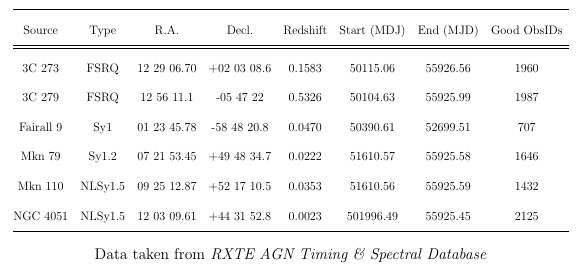 Source Type R.A. Decl. Redshift Start (MDJ) End (MJD) Good ObsIDs
3C 273 FSRQ 12 29 06.70 +02 03 08.6 0.1583 50115.06 55926.56 1960
3C 279 FSRQ 12 56 11.1 -05 47 22 0.5326 50104.63 55925.99 1987
Fairall 9 Sy1 01 23 45.78 -58 48 20.8 0.0470 50390.61 52699.51 707
Mkn 79 Sy1.2 07 21 53.45 +49 48 34.7 0.0222 51610.57 55925.58 1646
Mkn 110 NLSy1.5 09 25 12.87 +52 17 10.5 0.0353 51610.56 55925.59 1432
NGC 4051 NLSy1.5 12 03 09.61 +44 31 52.8 0.0023 501996.49 55925.45 2125
Data taken from RXTE AGN Timing & Spectral Database